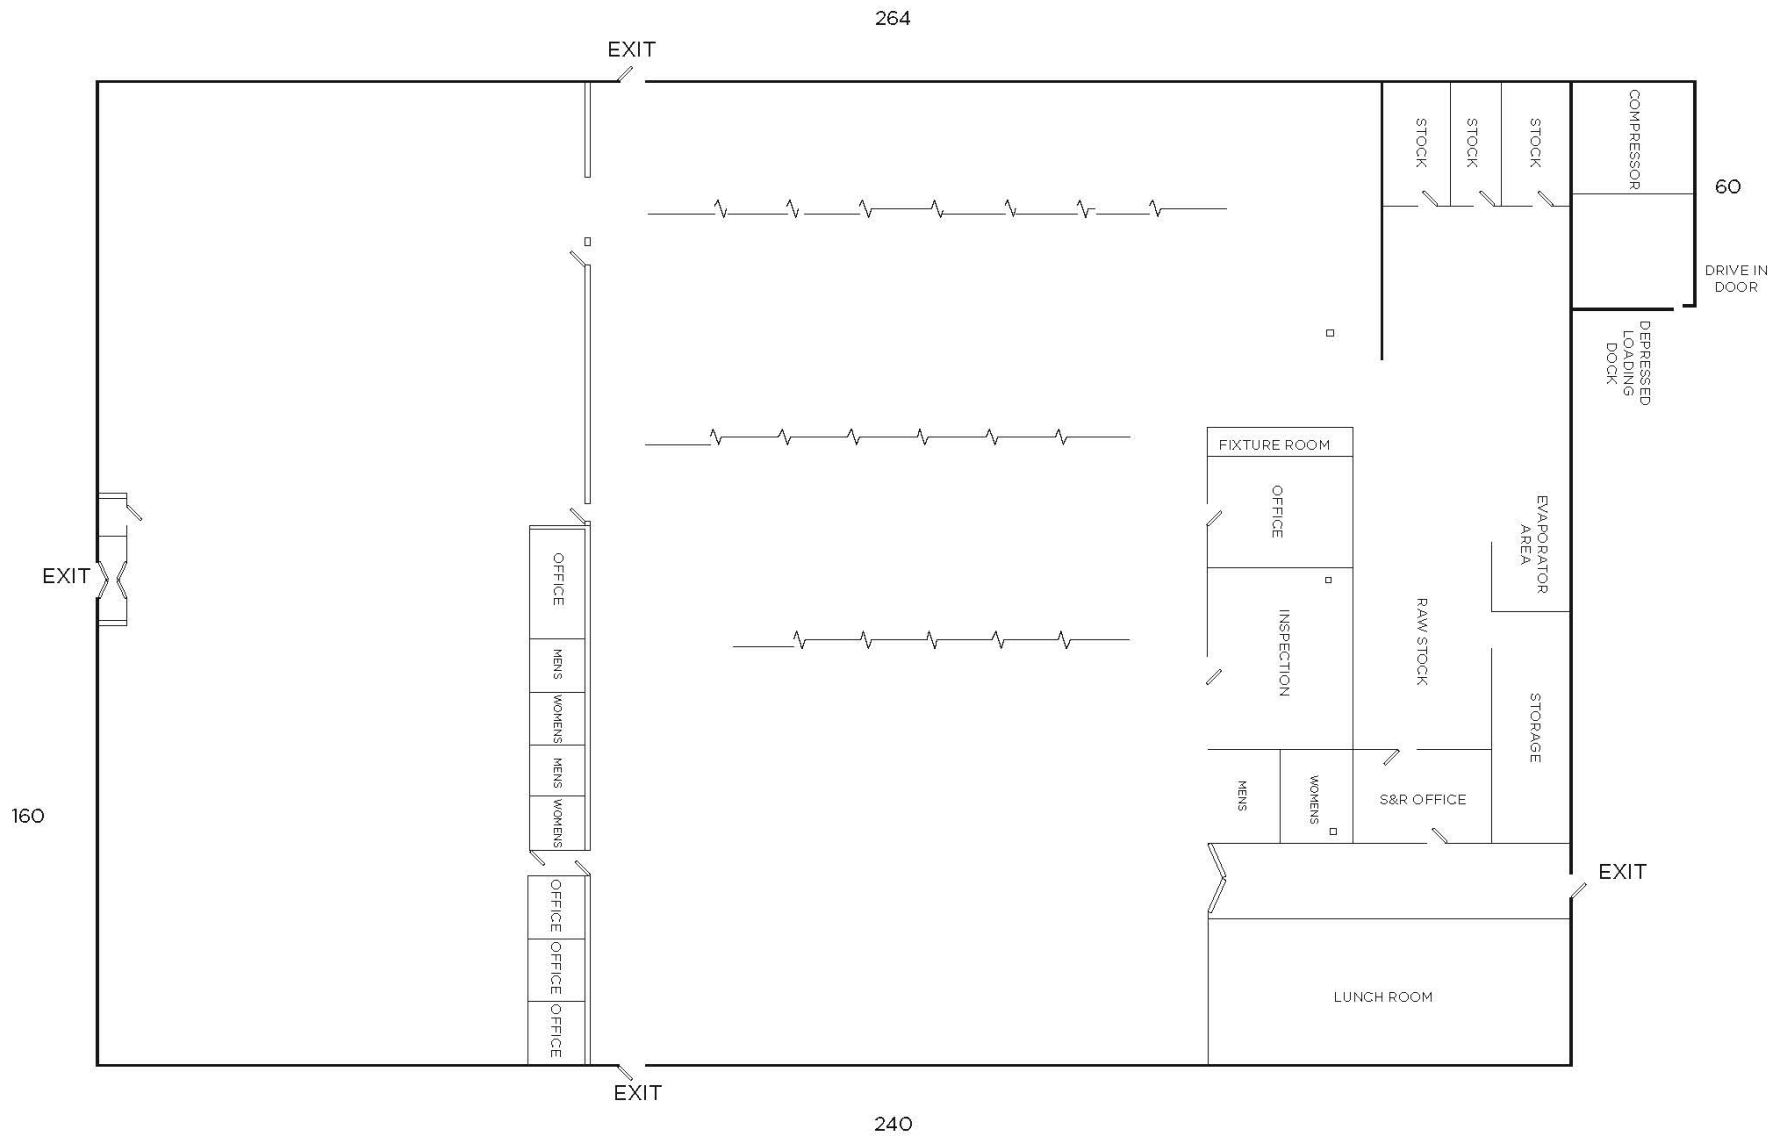 264
EXIT
STOCK
STOCK
STOCK
COMPRESSOR
60
DRIVE IN
DOOR
DEPRESSED
LOADING
DOCK
FIXTURE ROOM
OFFICE
EVAPORATOR
AREA
EXIT
OFFICE
INSPECTION
RAW STOCK
MENS
WOMENS
MENS
WOMENS
STORAGE
MENS
WOMENS
S&R OFFICE
160
EXIT
OFFICE
OFFICE
OFFICE
LUNCH ROOM
EXIT
240